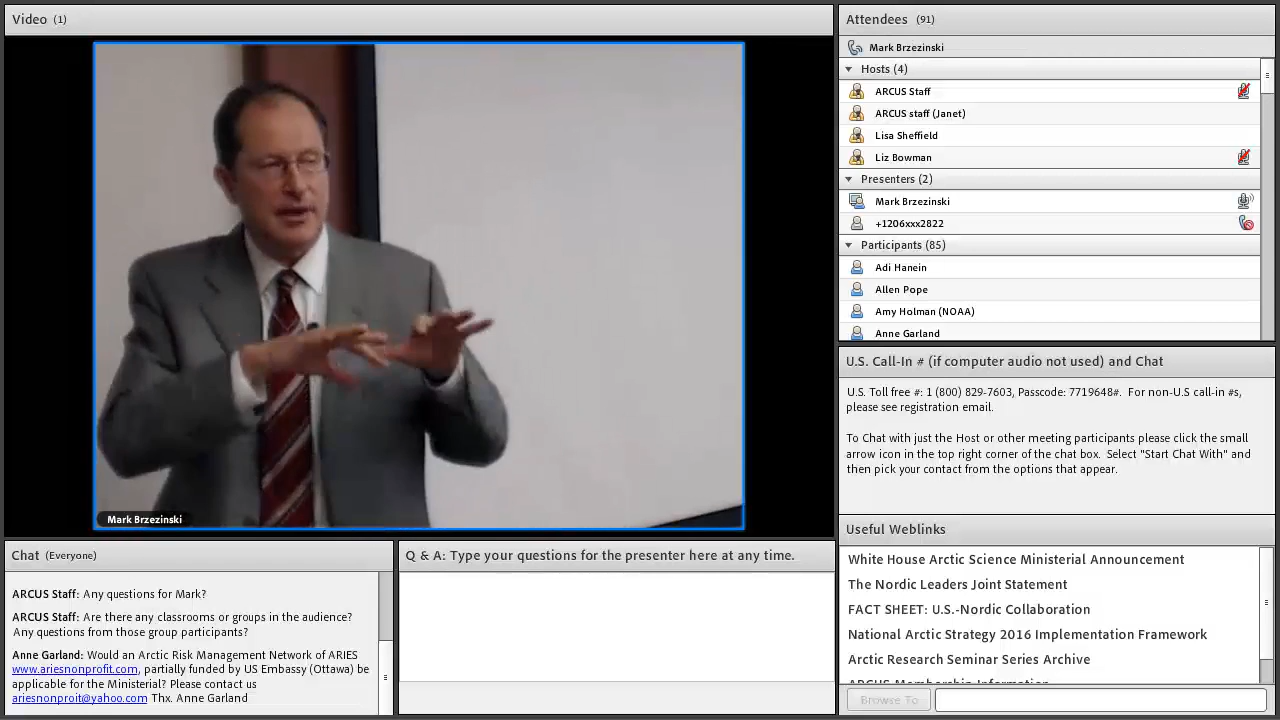 Video (1)
Mark Brzezinski
Attendees (91)
Mark Brzezinski
Hosts (4)
ARCUS Staff
ARCUS staff (Janet)
Lisa Sheffield
Liz Bowman
Presenters (2)
Mark Brzezinski
+1206xxx2822
Participants (85)
Adi Hanein
Allen Pope
Amy Holman (NOAA)
Anne Garland
U.S. Call-In # (if computer audio not used) and Chat
U.S. Toll free #: 1 (800) 829-7603, Passcode: 7719648#. For non-U.S call-in #s,
please see registration email.
To Chat with just the Host or other meeting participants please click the small
arrow icon in the top right corner of the chat box. Select "Start Chat With" and
then pick your contact from the options that appear.
Chat (Everyone)
ARCUS Staff: Any questions for Mark?
ARCUS Staff: Are there any classrooms or groups in the audience?
Any questions from those group participants?
Anne Garland: Would an Arctic Risk Management Network of ARIES
www.ariesnonprofit.com, partially funded by US Embassy (Ottawa) be
applicable for the Ministerial? Please contact us
ariesnonproit@yahoo.com Thx. Anne Garland
Q & A: Type your questions for the presenter here at any time.
Useful Weblinks
White House Arctic Science Ministerial Announcement
The Nordic Leaders Joint Statement
FACT SHEET: U.S.-Nordic Collaboration
National Arctic Strategy 2016 Implementation Framework
Arctic Research Seminar Series Archive
ARCUS Membership Information
Browse To